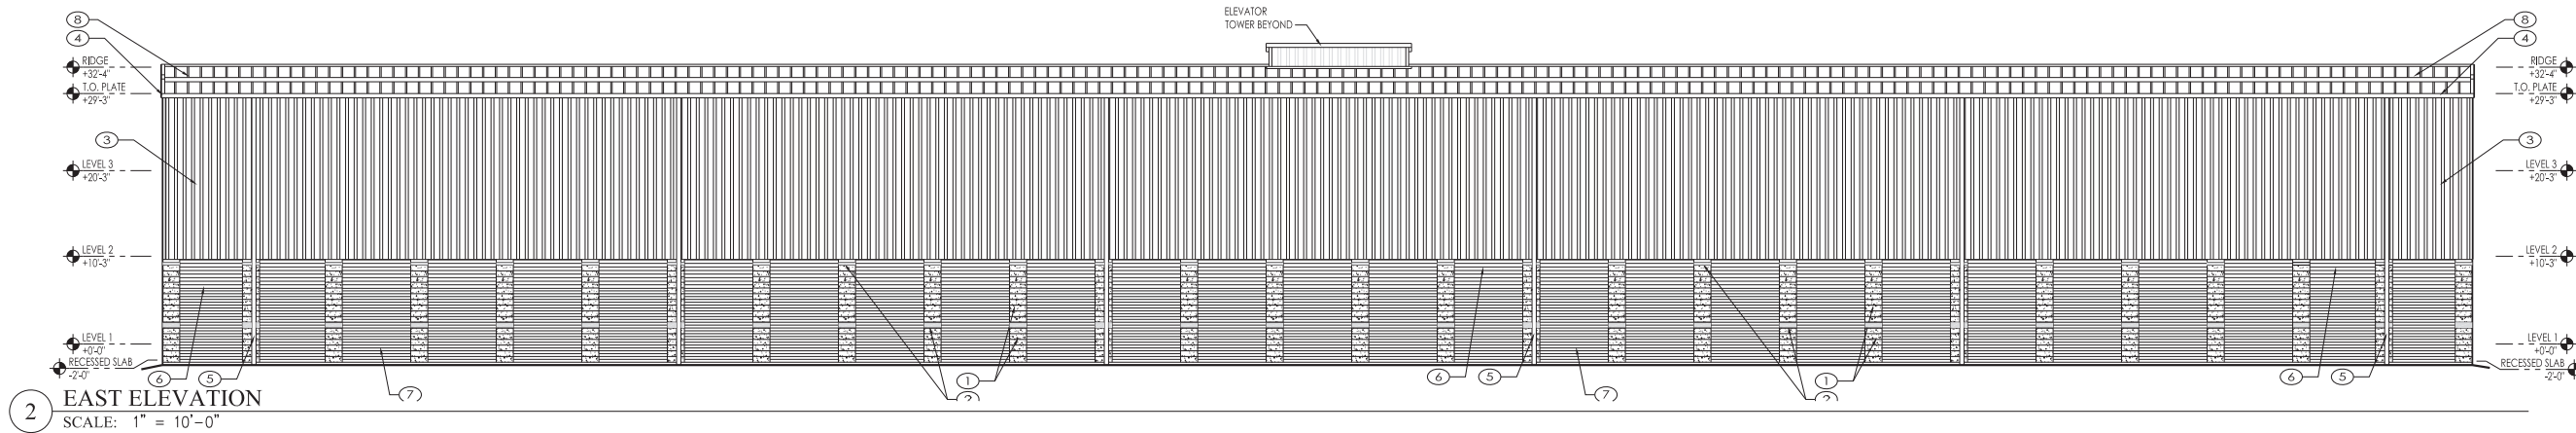 ELEVATOR
TOWER BEYOND
8
4
RIDGE
+32'-4"
T.O. PLATE
+29'-3"
3
LEVEL 3
+20'-3"
LEVEL 2
+10'-3"
LEVEL 1
+0'-0"
RECESSED SLAB
-2'-0"
8
4
RIDGE
+32'-4"
T.O. PLATE
+29'-3"
3
LEVEL 3
+20'-3"
LEVEL 2
+10'-3"
LEVEL 1
+0'-0"
RECESSED SLAB
-2'-0"
6
5
7
1
2
6
5
7
1
2
6
5
2
EAST ELEVATION
SCALE: 1" = 10'-0"